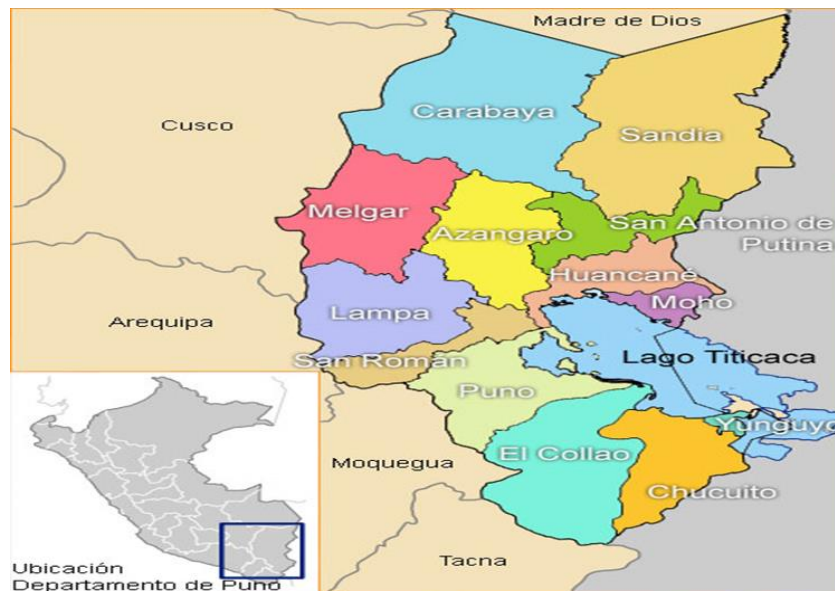 Madre de Dios
Cusco
Carabaya
Sandia
Melgar
Azangaro
San Antonio de
Putina
Huancané
Moho
Arequipa
Lampa
San Román
Lago Titicaca
Puno
Yunguyo
Moquegua
El Collao
Chucuito
Tacna
Ubicación
Departamento de Puno